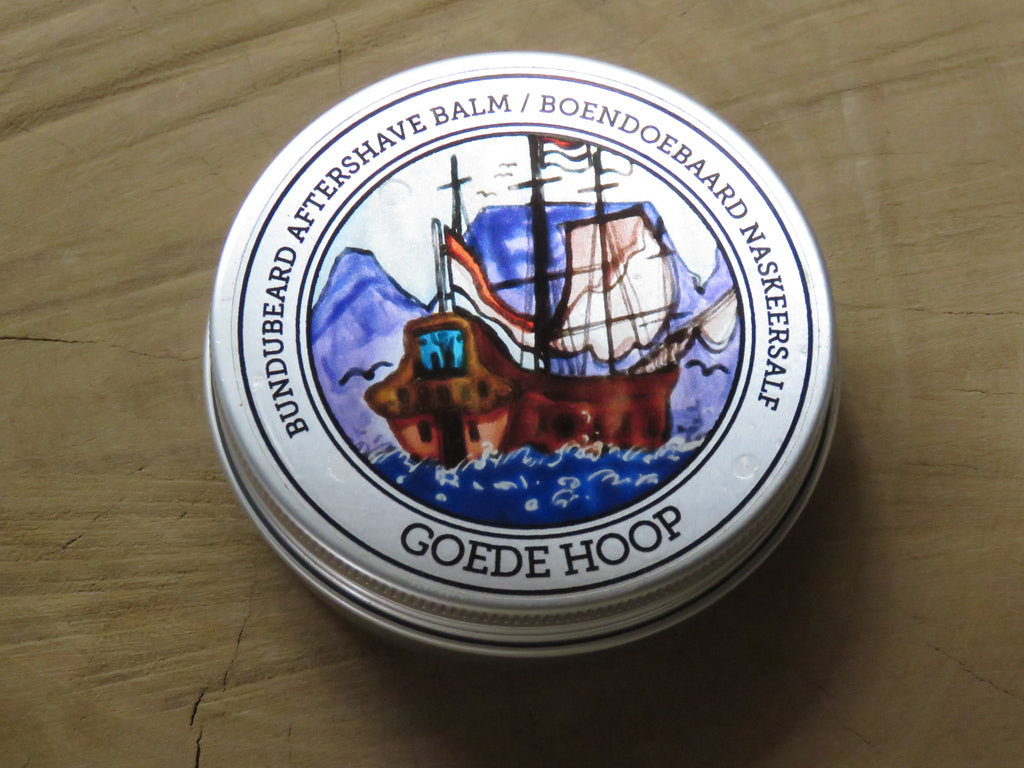 BUNDUBEARD AFTERSHAVE BALM / BOENDOEBAARD NASKEERSALF
GOEDE HOOP